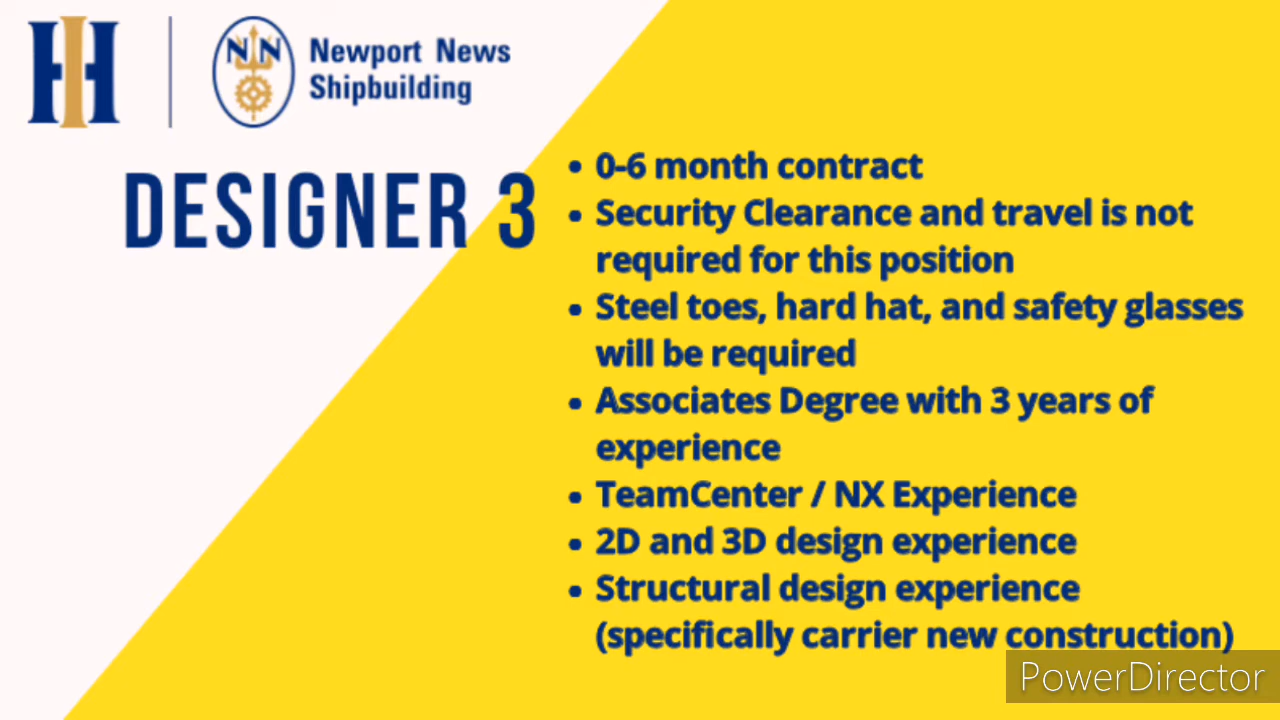 Newport News
Shipbuilding
DESIGNER 3
• 0-6 month contract
• Security Clearance and travel is not
required for this position
• Steel toes, hard hat, and safety glasses
will be required
• Associates Degree with 3 years of
experience
• TeamCenter / NX Experience
• 2D and 3D design experience
• Structural design experience
(specifically carrier new construction)
PowerDirector